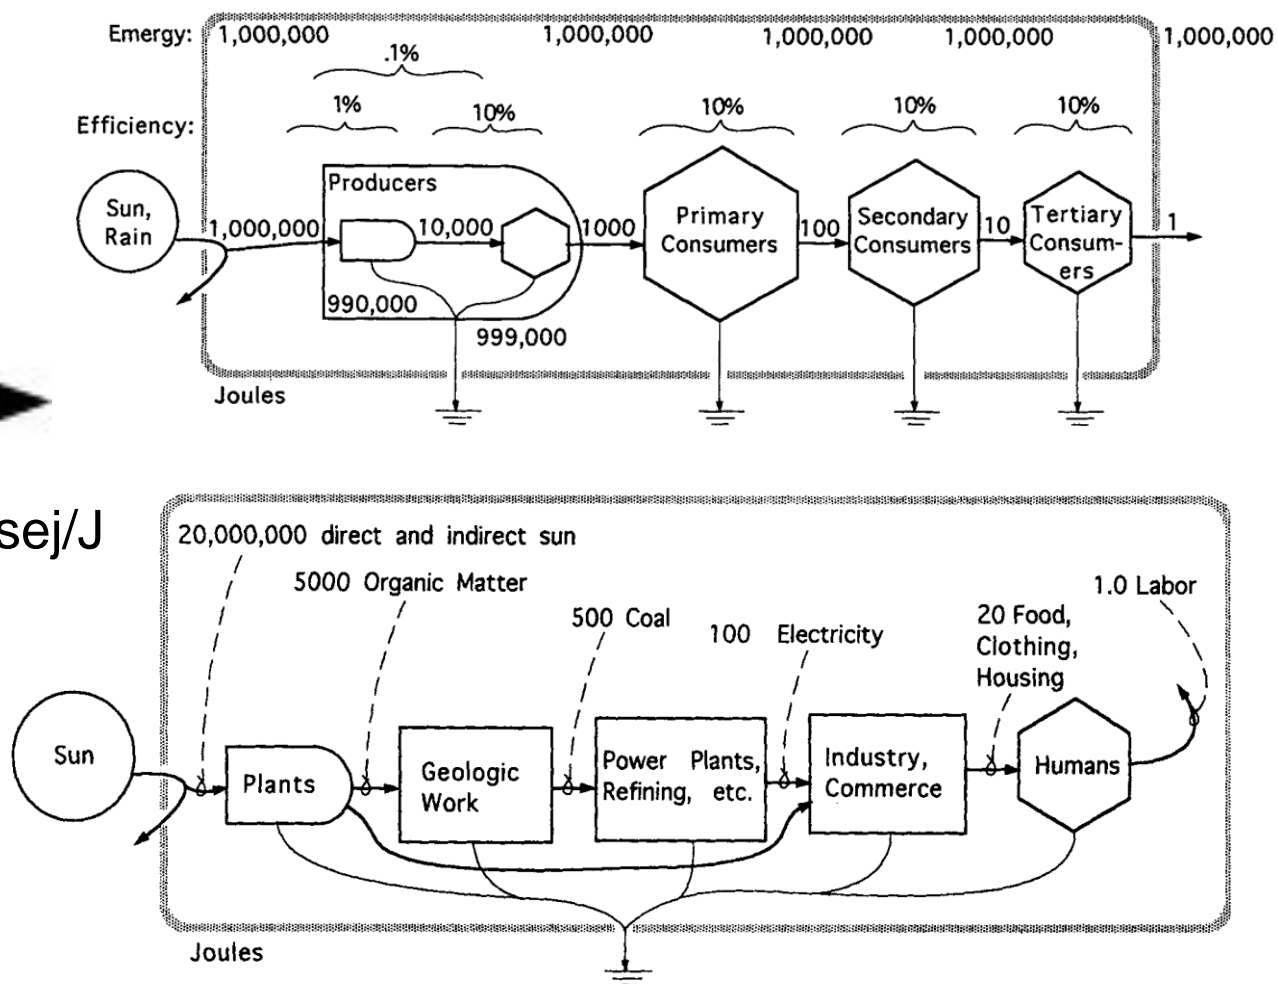 Emergy: 1,000,000 1,000,000 1,000,000 1,000,000 1,000,000
.1%
1% 10% 10% 10% 10%
Efficiency:
Producers
Sun,
Rain
1,000,000 10,000 1000
Primary
Consumers
100
Secondary
Consumers
10
Tertiary
Consum-
ers
1
990,000
999,000
Joules
sej/J
20,000,000 direct and indirect sun
5000 Organic Matter
500 Coal
100 Electricity
20 Food,
Clothing,
Housing
1.0 Labor
Sun
Plants
Geologic
Work
Power Plants,
Refining, etc.
Industry,
Commerce
Humans
Joules